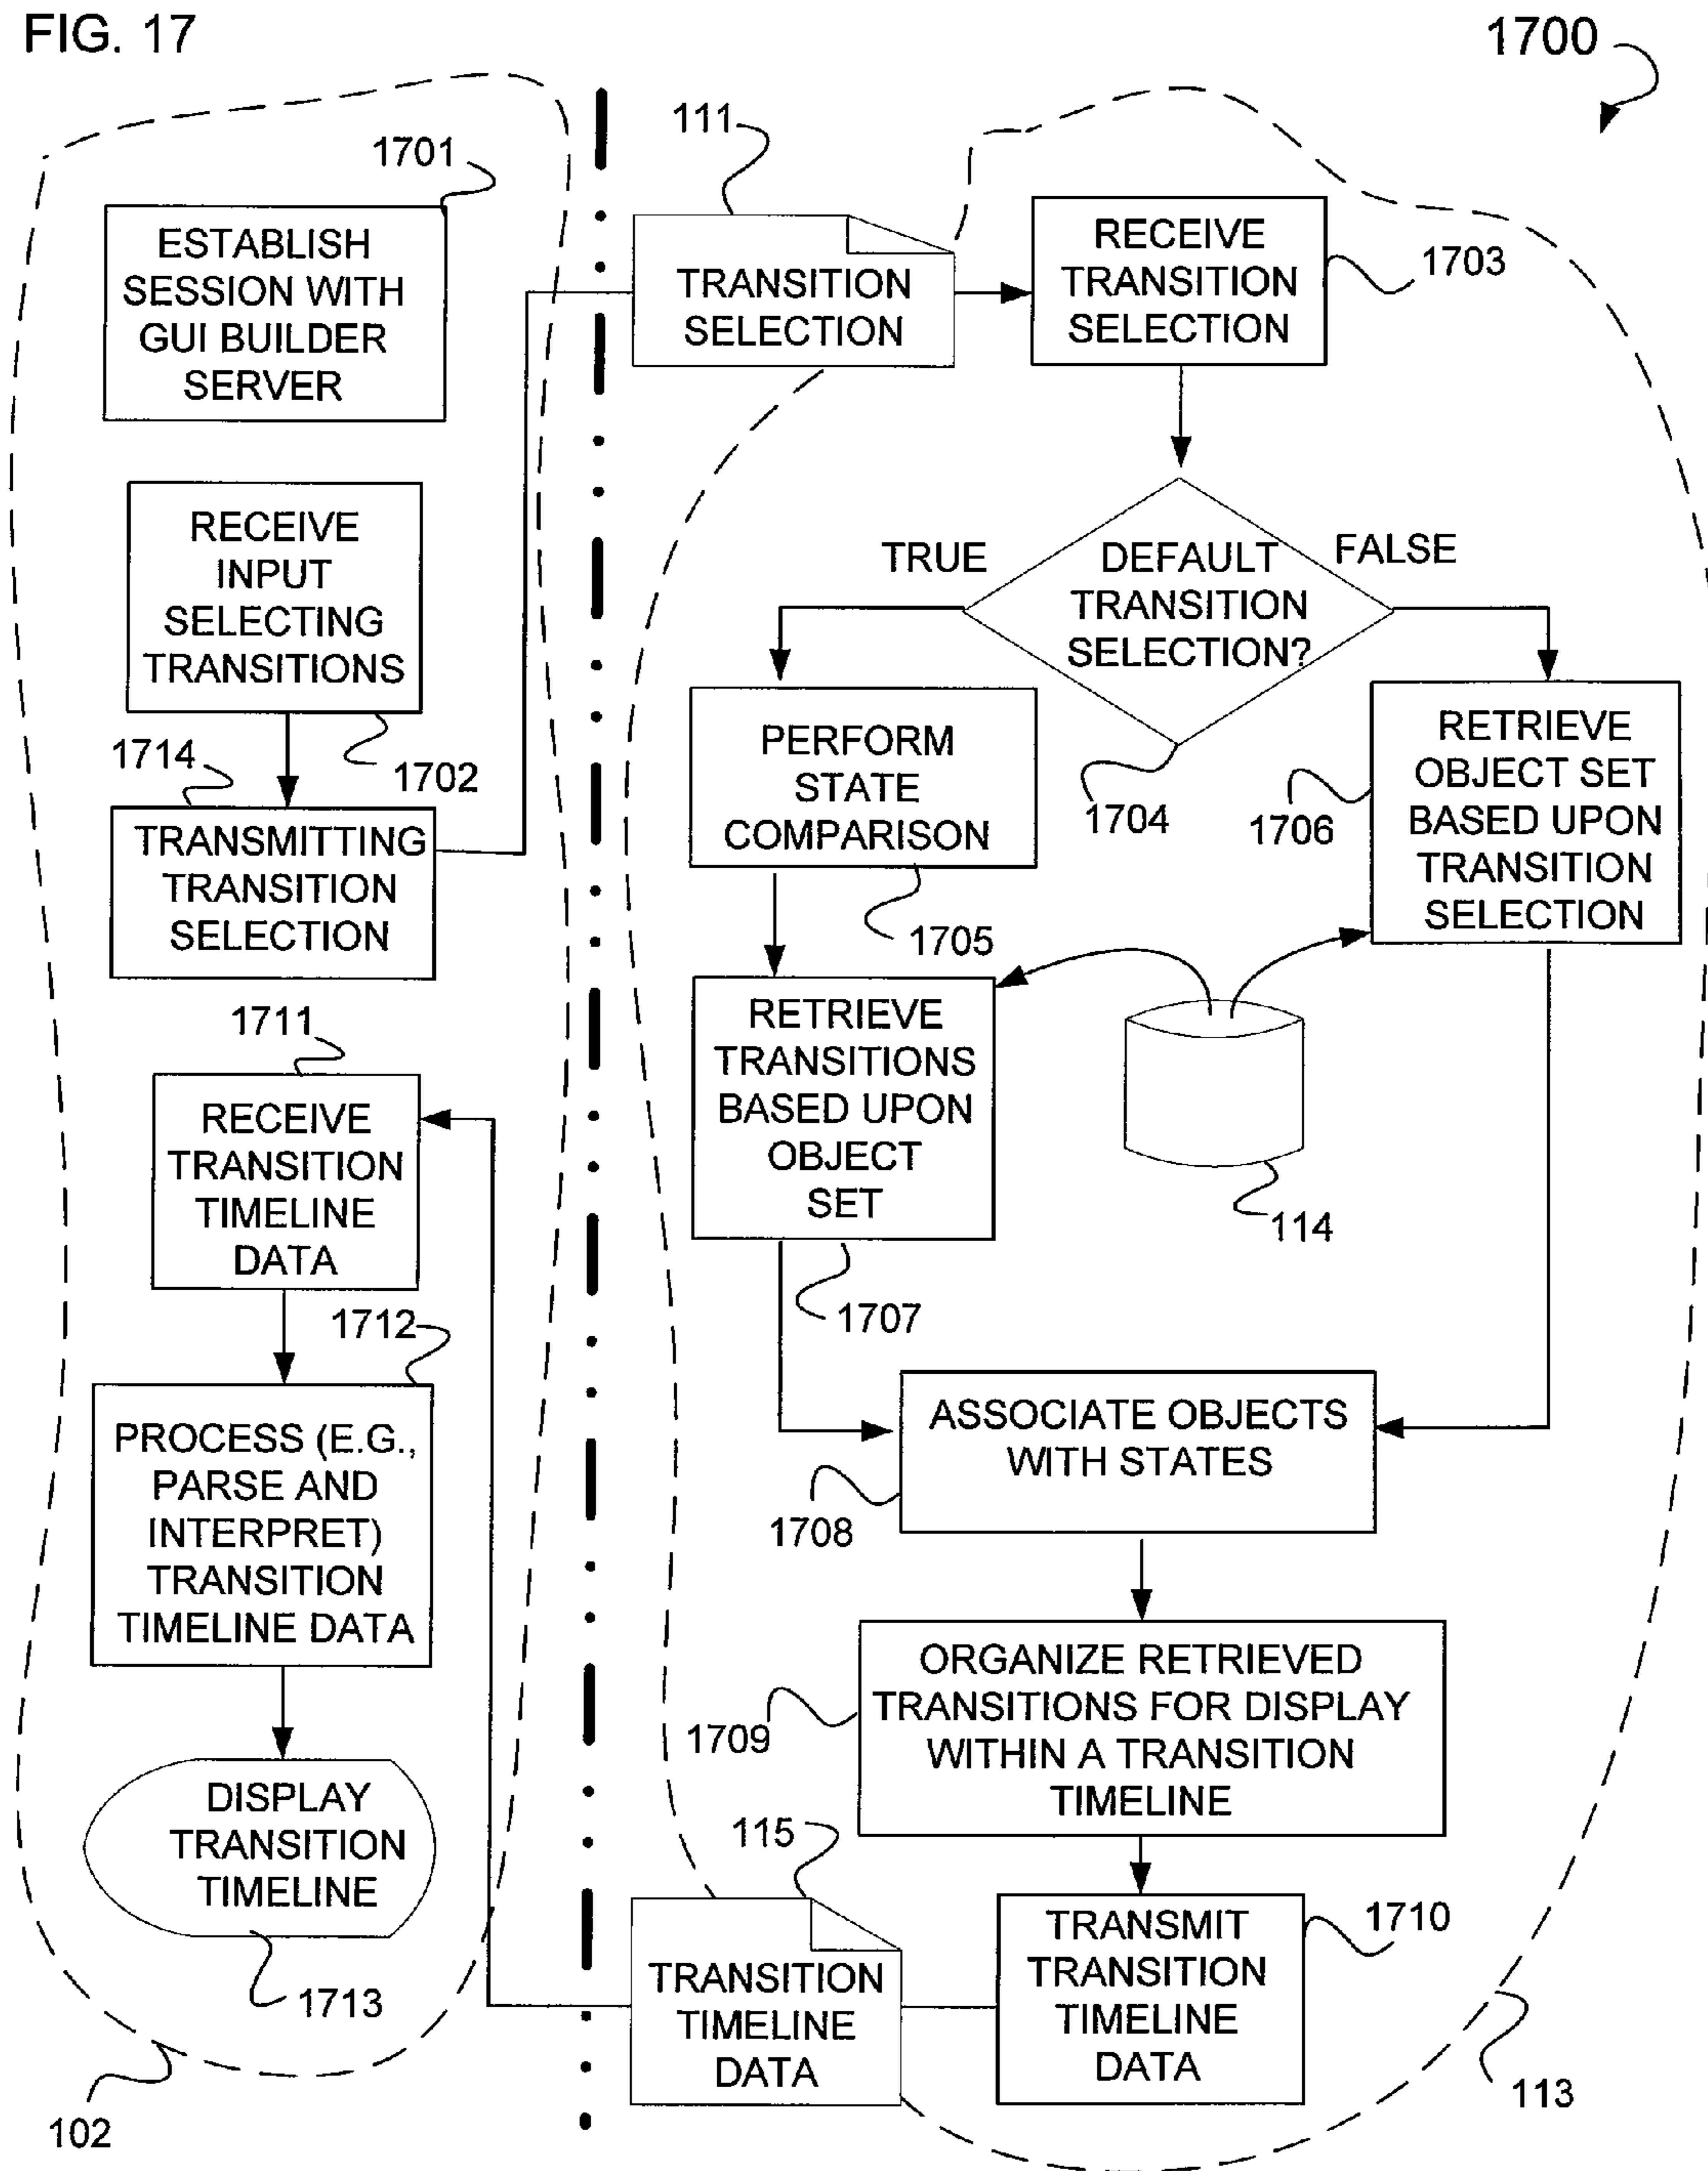 FIG. 17
1700
1701
ESTABLISH
SESSION WITH
GUI BUILDER
SERVER
RECEIVE
INPUT
SELECTING
TRANSITIONS
1702
1714
TRANSMITTING
TRANSITION
SELECTION
1711
RECEIVE
TRANSITION
TIMELINE
DATA
1712
PROCESS (E.G.,
PARSE AND
INTERPRET)
TRANSITION
TIMELINE DATA
DISPLAY
TRANSITION
TIMELINE
1713
102
111
TRANSITION
SELECTION
RECEIVE
TRANSITION
SELECTION
1703
TRUE
DEFAULT
TRANSITION
SELECTION?
FALSE
1704
PERFORM
STATE
COMPARISON
1705
1706
RETRIEVE
OBJECT SET
BASED UPON
TRANSITION
SELECTION
RETRIEVE
TRANSITIONS
BASED UPON
OBJECT
SET
1707
114
ASSOCIATE OBJECTS
WITH STATES
1708
ORGANIZE RETRIEVED
TRANSITIONS FOR DISPLAY
WITHIN A TRANSITION
TIMELINE
1709
115
TRANSITION
TIMELINE
DATA
TRANSMIT
TRANSITION
TIMELINE
DATA
1710
113